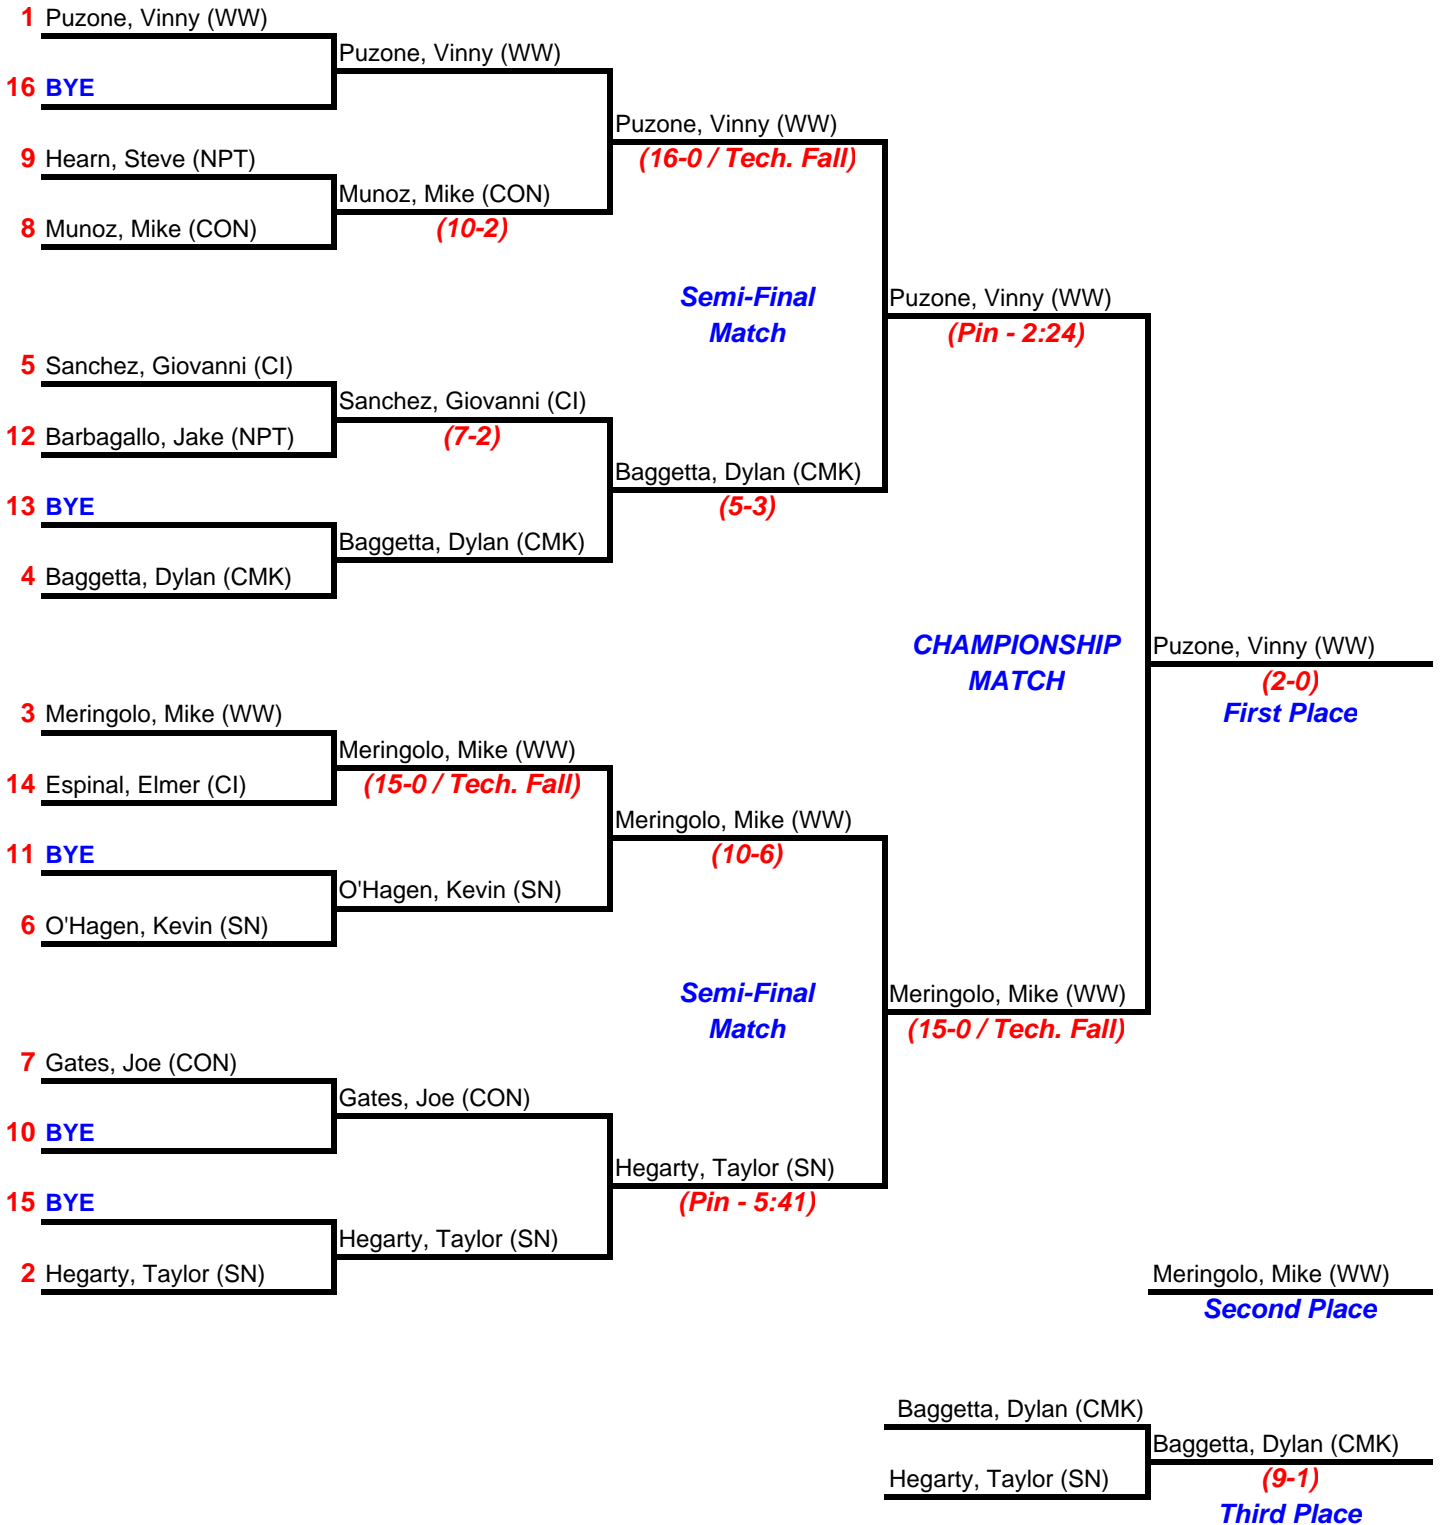 1 Puzone, Vinny (WW)
Puzone, Vinny (WW)
16 BYE
Puzone, Vinny (WW)
(16-0 / Tech. Fall)
9 Hearn, Steve (NPT)
Munoz, Mike (CON)
(10-2)
8 Munoz, Mike (CON)
Semi-Final
Match
Puzone, Vinny (WW)
(Pin - 2:24)
5 Sanchez, Giovanni (CI)
Sanchez, Giovanni (CI)
(7-2)
12 Barbagallo, Jake (NPT)
Baggetta, Dylan (CMK)
(5-3)
13 BYE
Baggetta, Dylan (CMK)
4 Baggetta, Dylan (CMK)
CHAMPIONSHIP
MATCH
Puzone, Vinny (WW)
(2-0)
First Place
3 Meringolo, Mike (WW)
Meringolo, Mike (WW)
(15-0 / Tech. Fall)
14 Espinal, Elmer (CI)
Meringolo, Mike (WW)
(10-6)
11 BYE
O'Hagen, Kevin (SN)
6 O'Hagen, Kevin (SN)
Semi-Final
Match
Meringolo, Mike (WW)
(15-0 / Tech. Fall)
7 Gates, Joe (CON)
Gates, Joe (CON)
10 BYE
Hegarty, Taylor (SN)
(Pin - 5:41)
15 BYE
Hegarty, Taylor (SN)
2 Hegarty, Taylor (SN)
Meringolo, Mike (WW)
Second Place
Baggetta, Dylan (CMK)
Baggetta, Dylan (CMK)
(9-1)
Hegarty, Taylor (SN)
Third Place